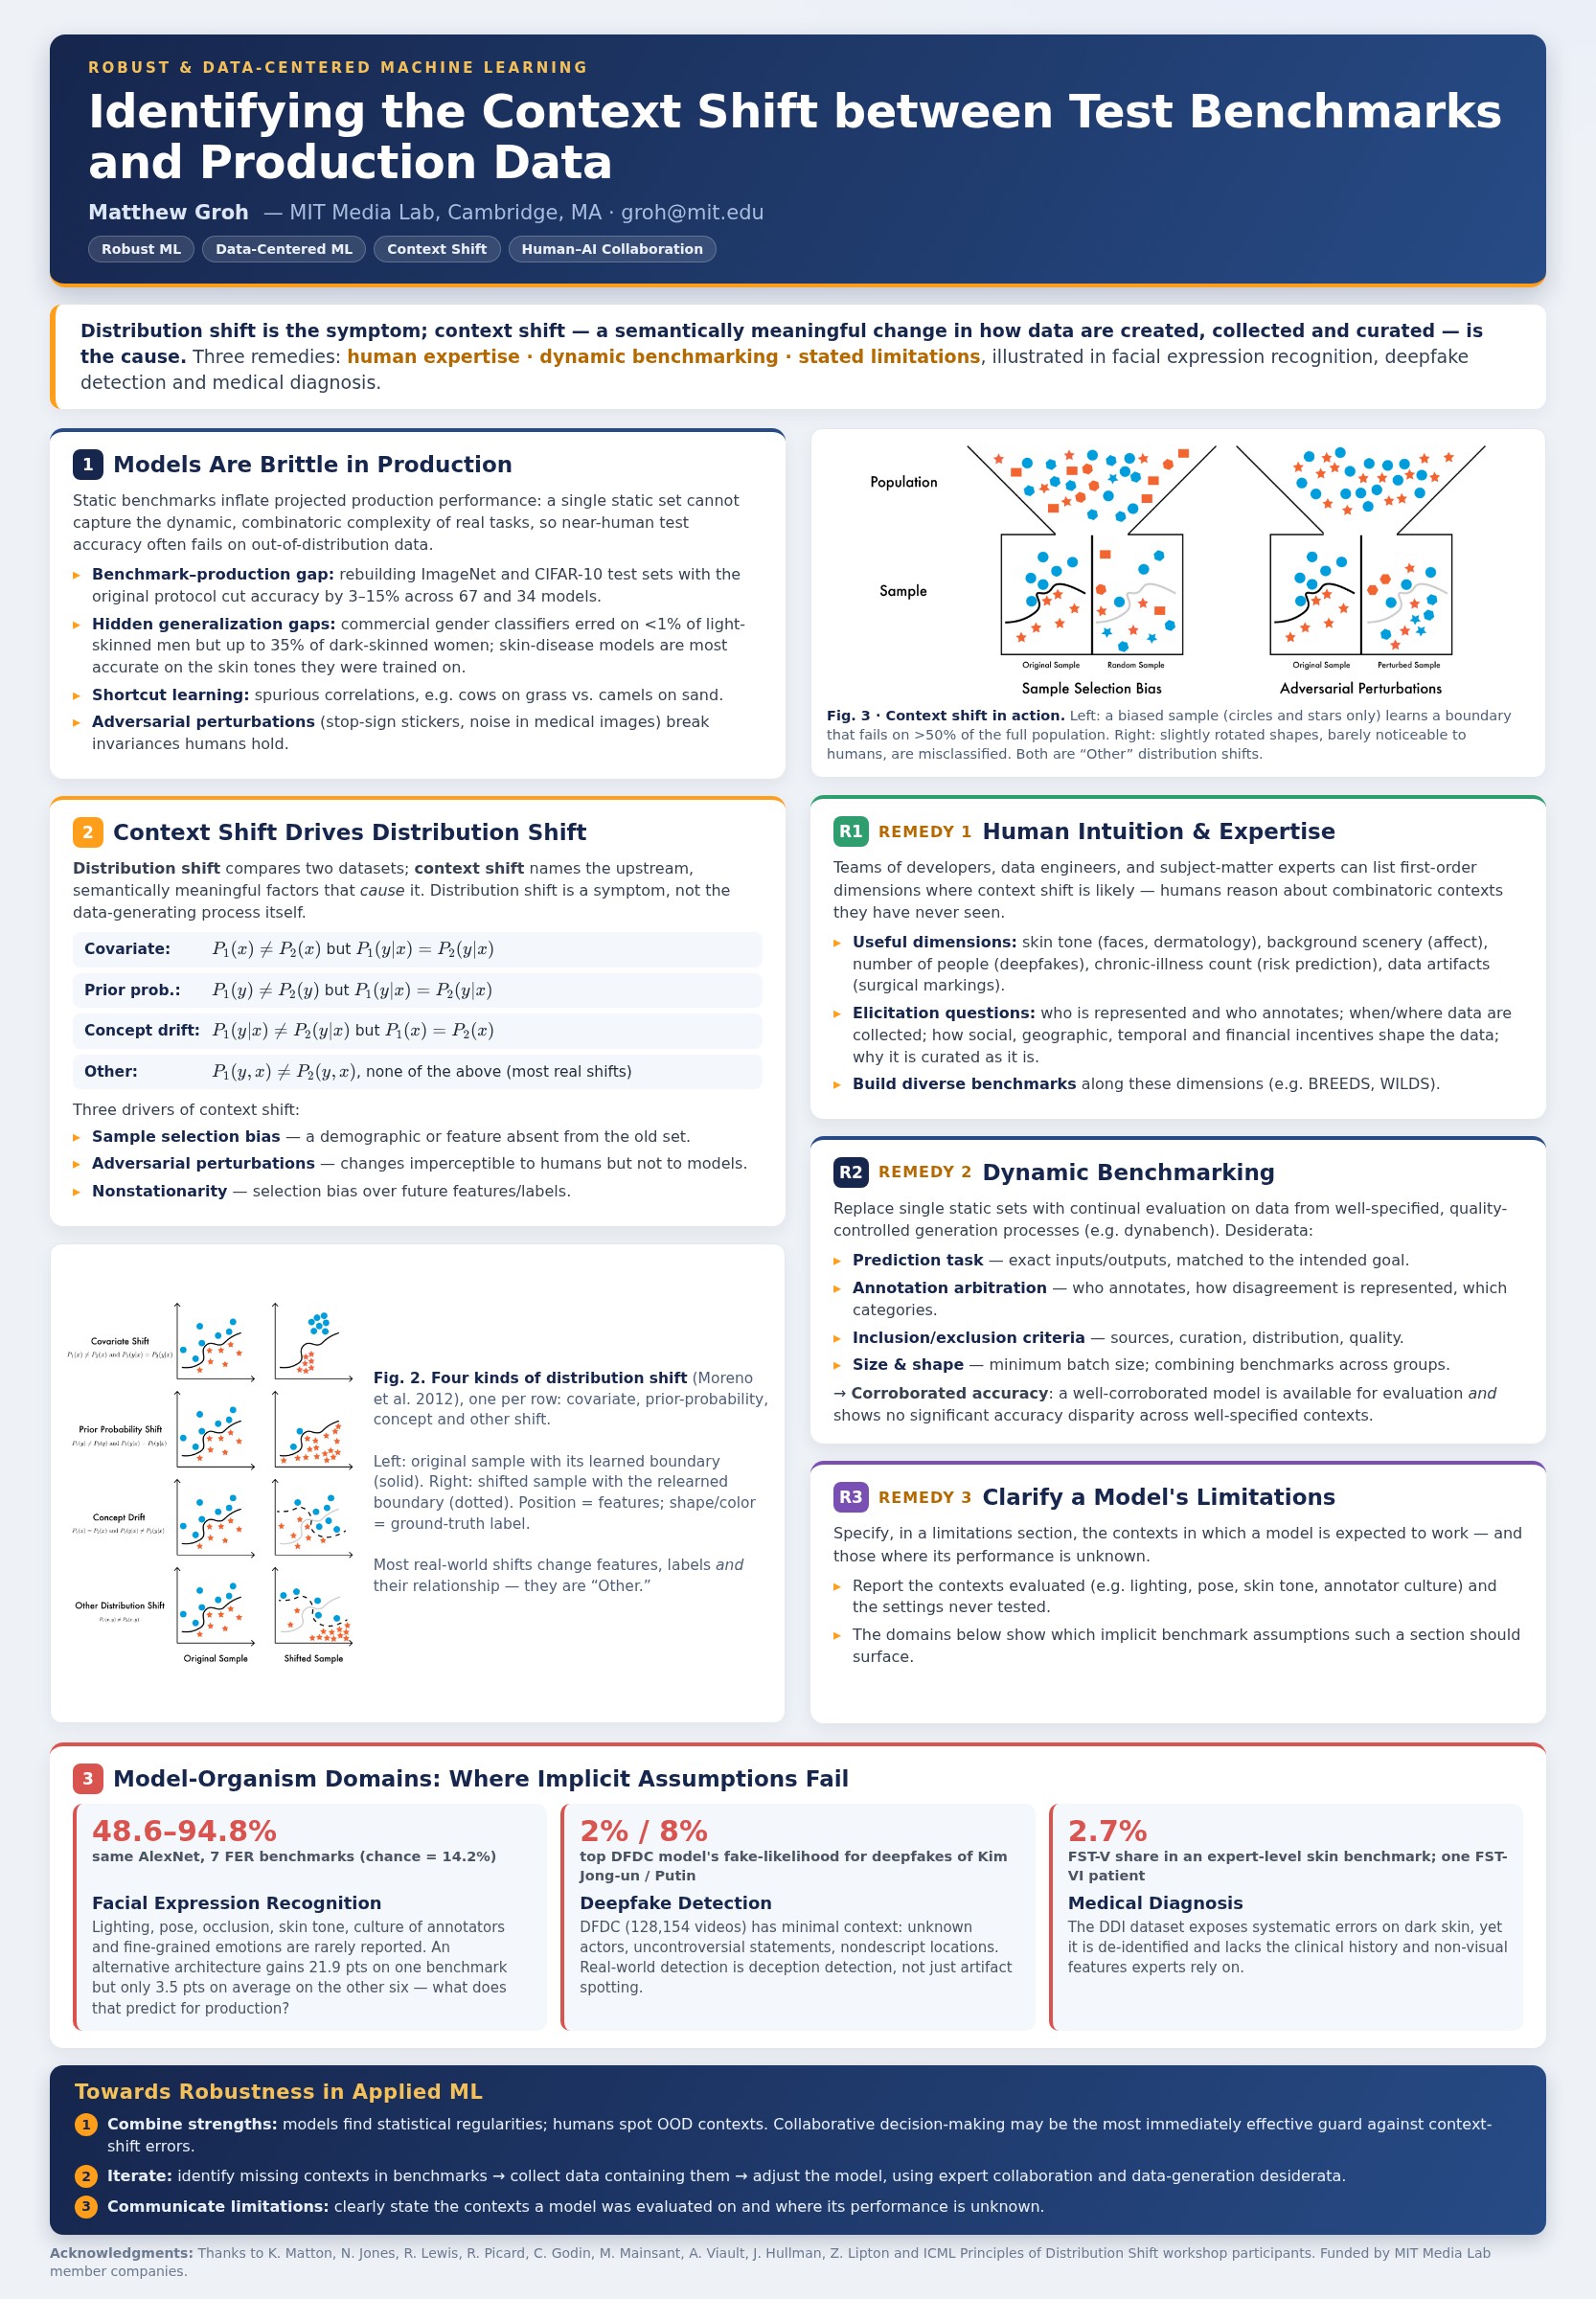 ROBUST & DATA-CENTERED MACHINE LEARNING
Identifying the Context Shift between Test Benchmarks
and Production Data
Matthew Groh — MIT Media Lab, Cambridge, MA · groh@mit.edu
Robust ML
Data-Centered ML
Context Shift
Human–AI Collaboration
Distribution shift is the symptom; context shift — a semantically meaningful change in how data are created, collected and curated — is
the cause. Three remedies: human expertise · dynamic benchmarking · stated limitations, illustrated in facial expression recognition, deepfake
detection and medical diagnosis.
1 Models Are Brittle in Production
Static benchmarks inflate projected production performance: a single static set cannot
capture the dynamic, combinatoric complexity of real tasks, so near-human test
accuracy often fails on out-of-distribution data.
▸ Benchmark–production gap: rebuilding ImageNet and CIFAR-10 test sets with the
original protocol cut accuracy by 3–15% across 67 and 34 models.
▸ Hidden generalization gaps: commercial gender classifiers erred on <1% of light-
skinned men but up to 35% of dark-skinned women; skin-disease models are most
accurate on the skin tones they were trained on.
▸ Shortcut learning: spurious correlations, e.g. cows on grass vs. camels on sand.
▸ Adversarial perturbations (stop-sign stickers, noise in medical images) break
invariances humans hold.
Population
Sample
Original Sample
Random Sample
Original Sample
Perturbed Sample
Sample Selection Bias
Adversarial Perturbations
Fig. 3 · Context shift in action. Left: a biased sample (circles and stars only) learns a boundary
that fails on >50% of the full population. Right: slightly rotated shapes, barely noticeable to
humans, are misclassified. Both are “Other” distribution shifts.
2 Context Shift Drives Distribution Shift
Distribution shift compares two datasets; context shift names the upstream,
semantically meaningful factors that cause it. Distribution shift is a symptom, not the
data-generating process itself.
Covariate: P₁(x) ≠ P₂(x) but P₁(y|x) = P₂(y|x)
Prior prob.: P₁(y) ≠ P₂(y) but P₁(y|x) = P₂(y|x)
Concept drift: P₁(y|x) ≠ P₂(y|x) but P₁(x) = P₂(x)
Other: P₁(y, x) ≠ P₂(y, x), none of the above (most real shifts)
Three drivers of context shift:
▸ Sample selection bias — a demographic or feature absent from the old set.
▸ Adversarial perturbations — changes imperceptible to humans but not to models.
▸ Nonstationarity — selection bias over future features/labels.
Covariate Shift
Prior Probability Shift
Concept Drift
Other Distribution Shift
Original Sample
Shifted Sample
Fig. 2. Four kinds of distribution shift (Moreno
et al. 2012), one per row: covariate, prior-probability,
concept and other shift.
Left: original sample with its learned boundary
(solid). Right: shifted sample with the relearned
boundary (dotted). Position = features; shape/color
= ground-truth label.
Most real-world shifts change features, labels and
their relationship — they are “Other.”
R1 REMEDY 1 Human Intuition & Expertise
Teams of developers, data engineers, and subject-matter experts can list first-order
dimensions where context shift is likely — humans reason about combinatoric contexts
they have never seen.
▸ Useful dimensions: skin tone (faces, dermatology), background scenery (affect),
number of people (deepfakes), chronic-illness count (risk prediction), data artifacts
(surgical markings).
▸ Elicitation questions: who is represented and who annotates; when/where data are
collected; how social, geographic, temporal and financial incentives shape the data;
why it is curated as it is.
▸ Build diverse benchmarks along these dimensions (e.g. BREEDS, WILDS).
R2 REMEDY 2 Dynamic Benchmarking
Replace single static sets with continual evaluation on data from well-specified, quality-
controlled generation processes (e.g. dynabench). Desiderata:
▸ Prediction task — exact inputs/outputs, matched to the intended goal.
▸ Annotation arbitration — who annotates, how disagreement is represented, which
categories.
▸ Inclusion/exclusion criteria — sources, curation, distribution, quality.
▸ Size & shape — minimum batch size; combining benchmarks across groups.
→ Corroborated accuracy: a well-corroborated model is available for evaluation and
shows no significant accuracy disparity across well-specified contexts.
R3 REMEDY 3 Clarify a Model's Limitations
Specify, in a limitations section, the contexts in which a model is expected to work — and
those where its performance is unknown.
▸ Report the contexts evaluated (e.g. lighting, pose, skin tone, annotator culture) and
the settings never tested.
▸ The domains below show which implicit benchmark assumptions such a section should
surface.
3 Model-Organism Domains: Where Implicit Assumptions Fail
48.6–94.8%
same AlexNet, 7 FER benchmarks (chance = 14.2%)
Facial Expression Recognition
Lighting, pose, occlusion, skin tone, culture of annotators
and fine-grained emotions are rarely reported. An
alternative architecture gains 21.9 pts on one benchmark
but only 3.5 pts on average on the other six — what does
that predict for production?
2% / 8%
top DFDC model's fake-likelihood for deepfakes of Kim
Jong-un / Putin
Deepfake Detection
DFDC (128,154 videos) has minimal context: unknown
actors, uncontroversial statements, nondescript locations.
Real-world detection is deception detection, not just artifact
spotting.
2.7%
FST-V share in an expert-level skin benchmark; one FST-
VI patient
Medical Diagnosis
The DDI dataset exposes systematic errors on dark skin, yet
it is de-identified and lacks the clinical history and non-visual
features experts rely on.
Towards Robustness in Applied ML
1 Combine strengths: models find statistical regularities; humans spot OOD contexts. Collaborative decision-making may be the most immediately effective guard against context-
shift errors.
2 Iterate: identify missing contexts in benchmarks → collect data containing them → adjust the model, using expert collaboration and data-generation desiderata.
3 Communicate limitations: clearly state the contexts a model was evaluated on and where its performance is unknown.
Acknowledgments: Thanks to K. Matton, N. Jones, R. Lewis, R. Picard, C. Godin, M. Mainsant, A. Viault, J. Hullman, Z. Lipton and ICML Principles of Distribution Shift workshop participants. Funded by MIT Media Lab
member companies.